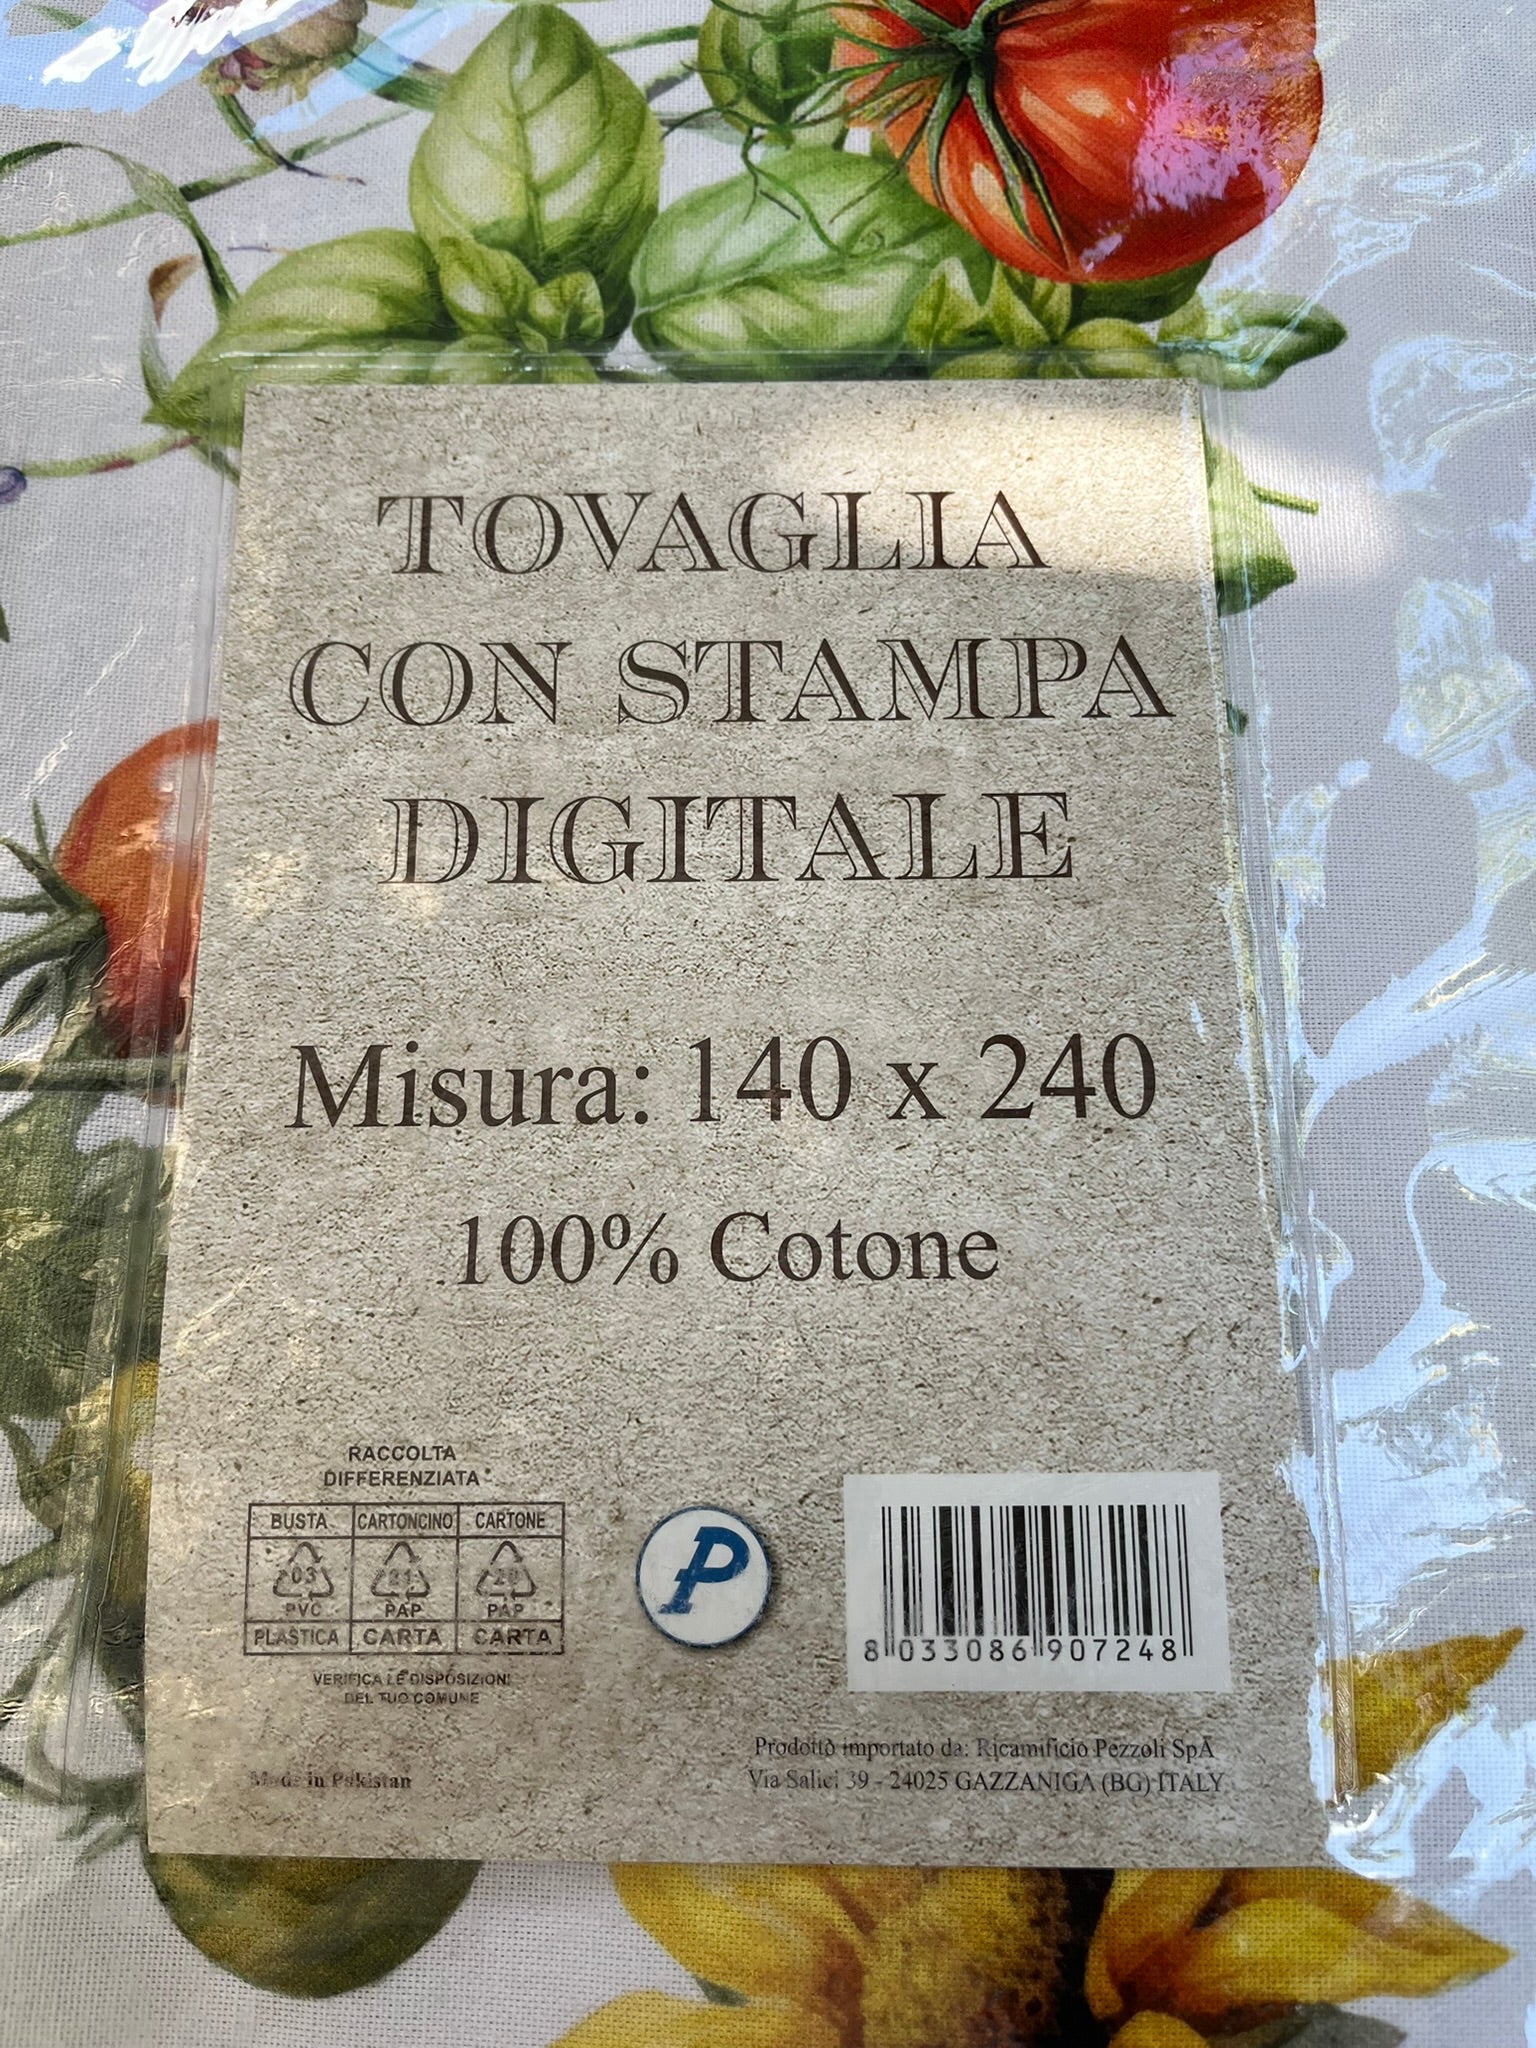 TOVAGLIA
CON STAMPA
DIGITALE
Misura: 140 x 240
100% Cotone
RACCOLTA
DIFFERENZIATA
BUSTA CARTONCINO CARTONE
03 21 20
PVC PAP PAP
PLASTICA CARTA CARTA
VERIFICA LE DISPOSIZIONI
DEL TUO COMUNE
P
8 033086 907248
Prodotto importato da: Ricamificio Pezzoli SpA
Via Salici 39 - 24025 GAZZANIGA (BG) ITALY
Made in Pakistan